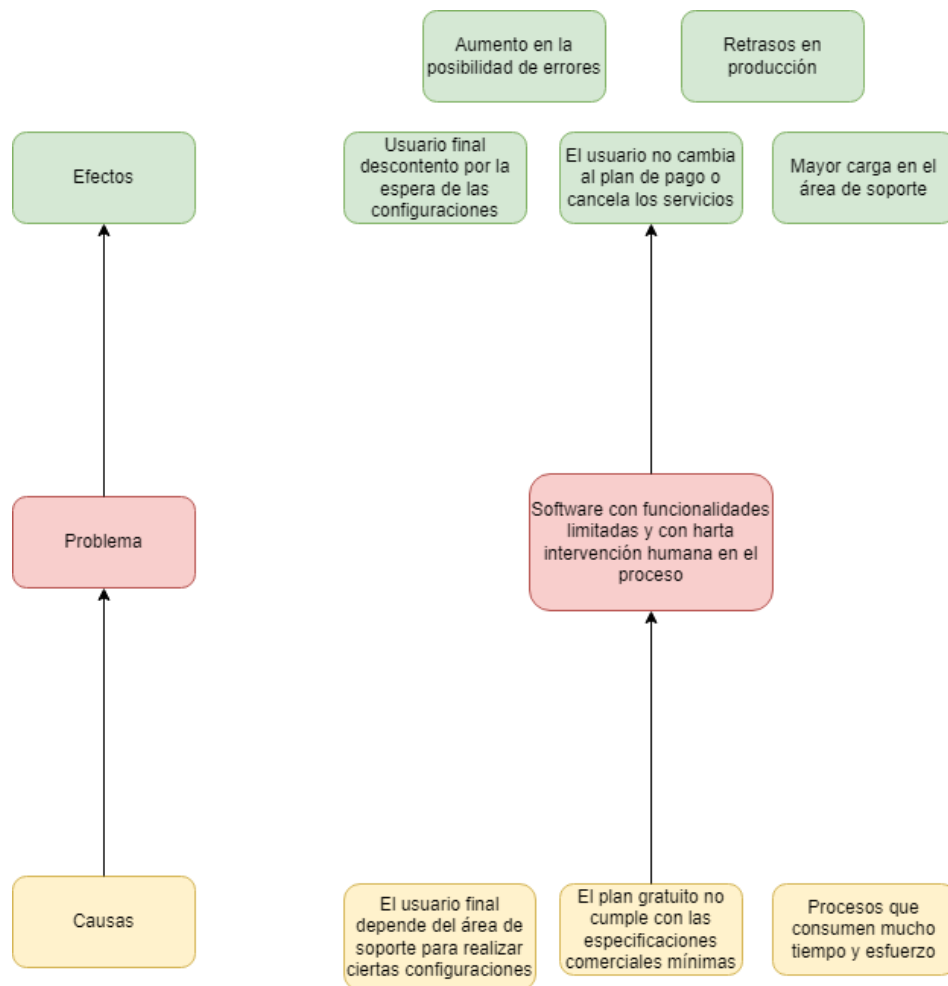 Aumento en la
posibilidad de errores
Retrasos en
producción
Efectos
Usuario final
descontento por la
espera de las
configuraciones
El usuario no cambia
al plan de pago o
cancela los servicios
Mayor carga en el
área de soporte
Problema
Software con funcionalidades
limitadas y con harta
intervención humana en el
proceso
Causas
El usuario final
depende del área de
soporte para realizar
ciertas configuraciones
El plan gratuito no
cumple con las
especificaciones
comerciales mínimas
Procesos que
consumen mucho
tiempo y esfuerzo